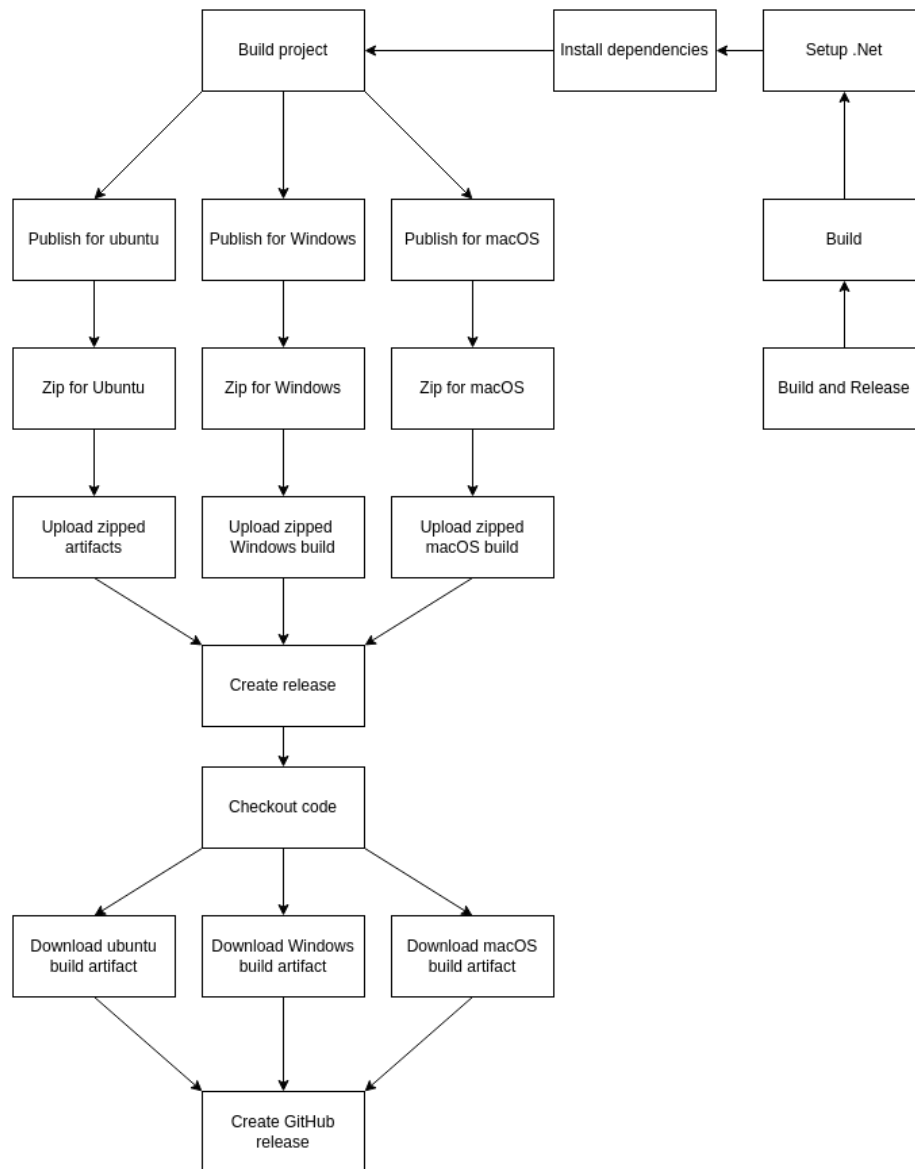 Build project
Install dependencies
Setup .Net
Publish for ubuntu
Publish for Windows
Publish for macOS
Build
Zip for Ubuntu
Zip for Windows
Zip for macOS
Build and Release
Upload zipped
artifacts
Upload zipped
Windows build
Upload zipped
macOS build
Create release
Checkout code
Download ubuntu
build artifact
Download Windows
build artifact
Download macOS
build artifact
Create GitHub
release